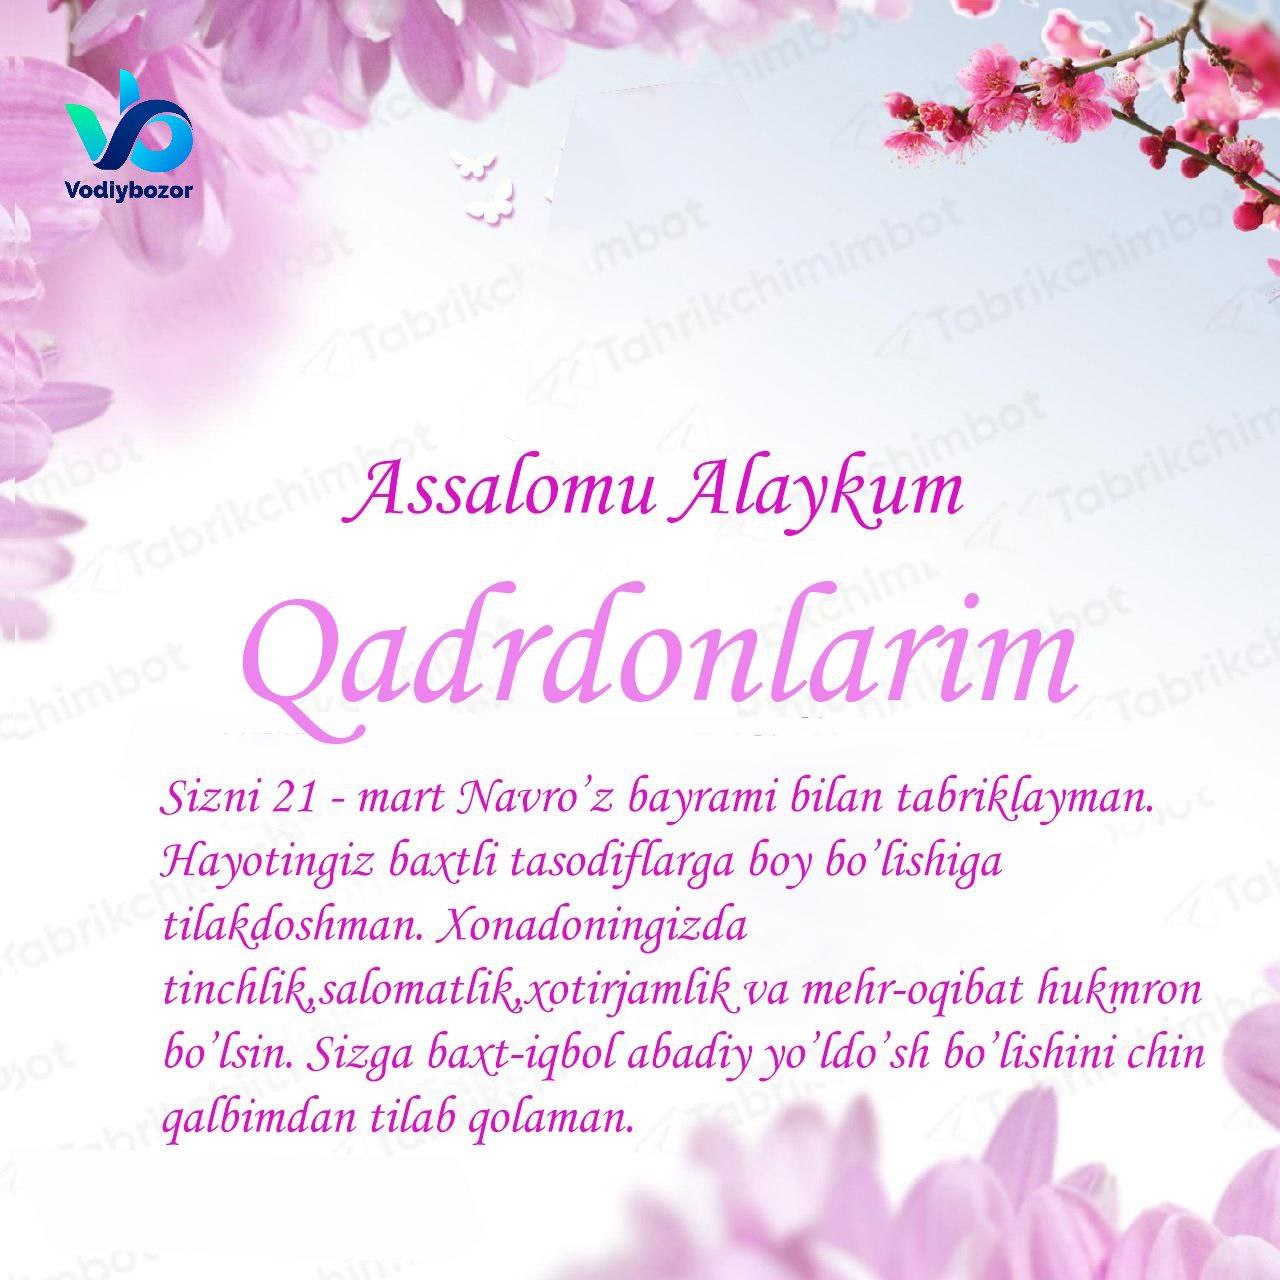 Vodiybozor
Assalomu Alaykum
Qadrdonlarim
Sizni 21 - mart Navro’z bayrami bilan tabriklayman.
Hayotingiz baxtli tasodiflarga boy bo’lishiga
tilakdoshman. Xonadoningizda
tinchlik,salomatlik,xotirjamlik va mehr-oqibat hukmron
bo’lsin. Sizga baxt-iqbol abadiy yo’ldo’sh bo’lishini chin
qalbimdan tilab qolaman.
Tabrikchimbot